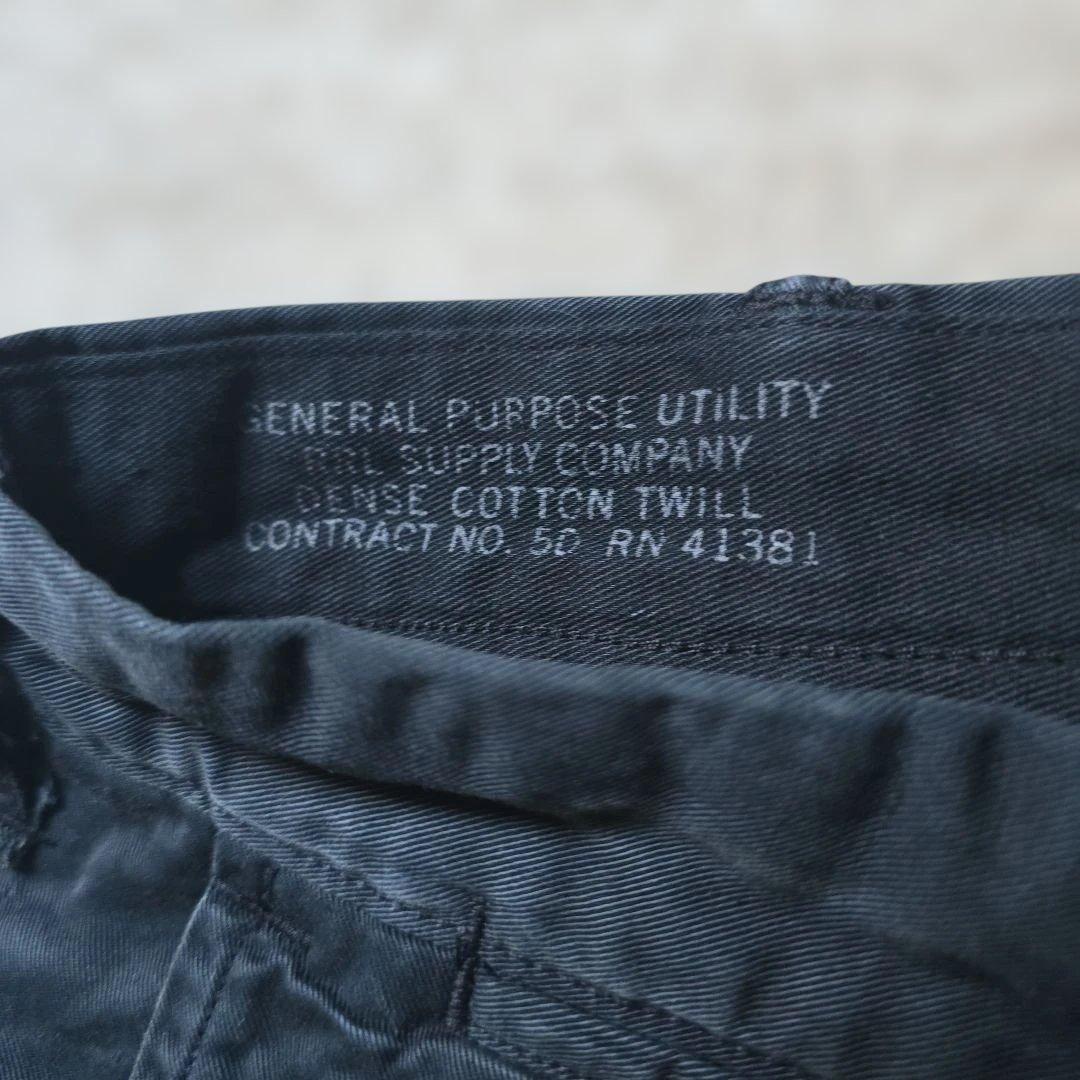 GENERAL PURPOSE UTILITY
RRL SUPPLY COMPANY
DENSE COTTON TWILL
CONTRACT NO. 50 RN 41381